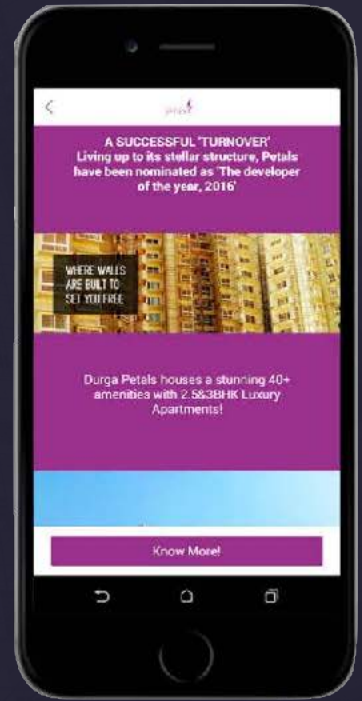 A SUCCESSFUL 'TURNOVER'
Living up to its stellar structure, Petals
have been nominated as 'The developer
of the year, 2016'
WHERE WALLS
ARE BUILT TO
SET YOU FREE
Durga Petals houses a stunning 40+
amenities with 2.5&3BHK Luxury
Apartments!
Know More!